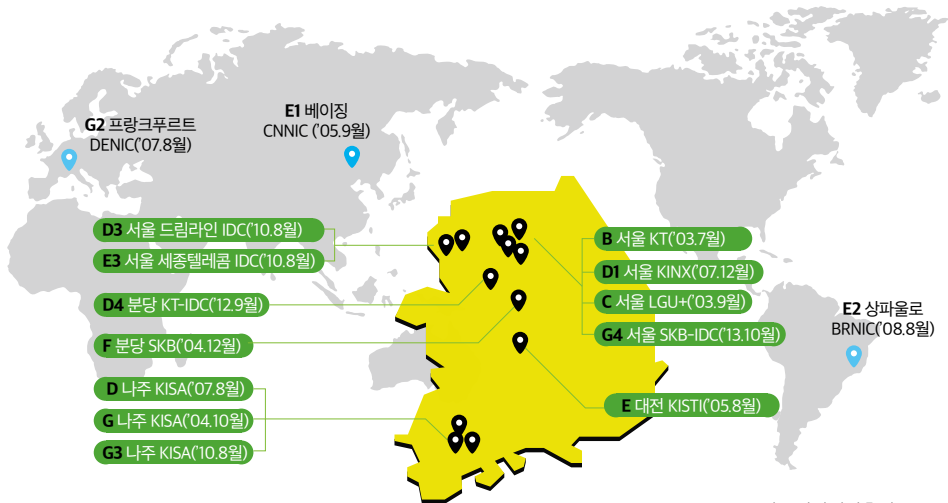 G2 프랑크푸르트
DENIC('07.8월)
E1 베이징
CNNIC ('05.9월)
D3 서울 드림라인 IDC('10.8월)
E3 서울 세종텔레콤 IDC('10.8월)
D4 분당 KT-IDC('12.9월)
F 분당 SKB('04.12월)
D 나주 KISA('07.8월)
G 나주 KISA('04.10월)
G3 나주 KISA('10.8월)
B 서울 KT('03.7월)
D1 서울 KINX('07.12월)
C 서울 LGU+('03.9월)
G4 서울 SKB-IDC('13.10월)
E 대전 KISTI('05.8월)
E2 상파울로
BRNIC('08.8월)